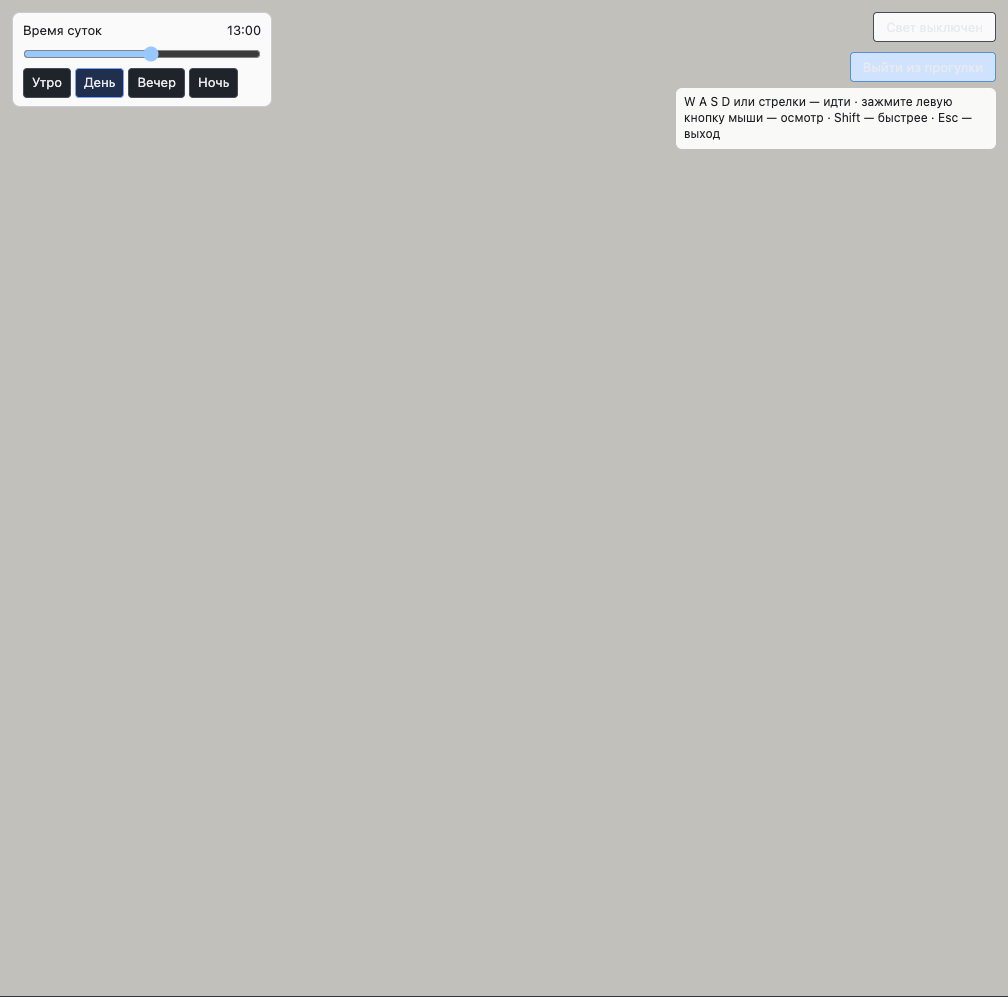 Время суток 13:00
Утро День Вечер Ночь
Свет выключен
Выйти из прогулки
W A S D или стрелки — идти · зажмите левую
кнопку мыши — осмотр · Shift — быстрее · Esc —
выход